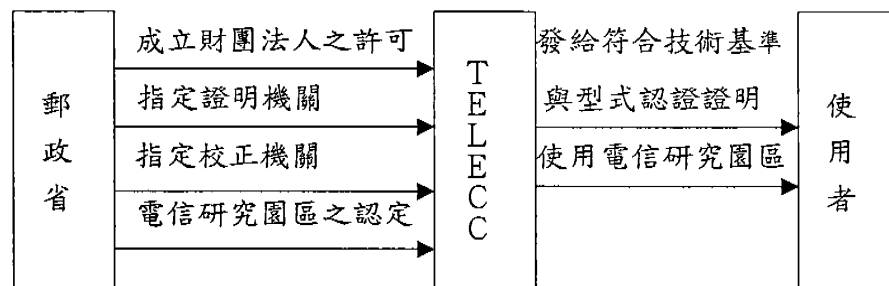 郵政省
成立財團法人之許可
指定證明機關
指定校正機關
電信研究園區之認定
TELECC
發給符合技術基準
與型式認證證明
使用電信研究園區
使用者